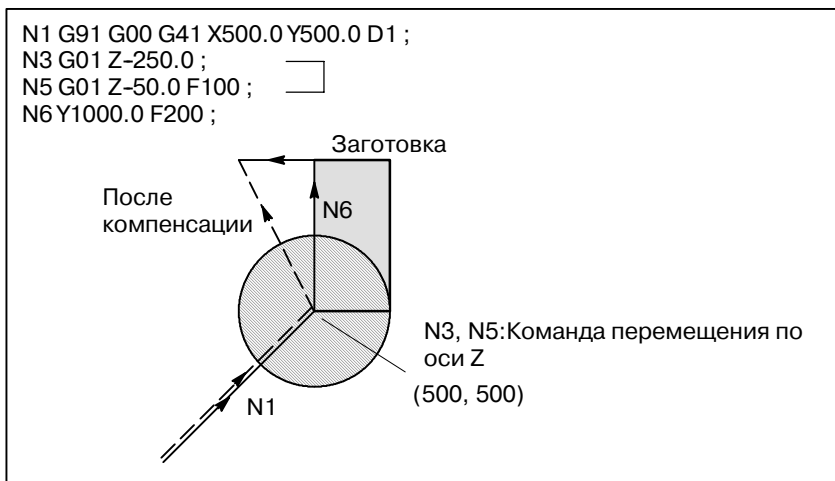 N1 G91 G00 G41 X500.0 Y500.0 D1 ;
N3 G01 Z-250.0 ;
N5 G01 Z-50.0 F100 ;
N6 Y1000.0 F200 ;
Заготовка
После
компенсации
N6
N3, N5:Команда перемещения по
оси Z
(500, 500)
N1